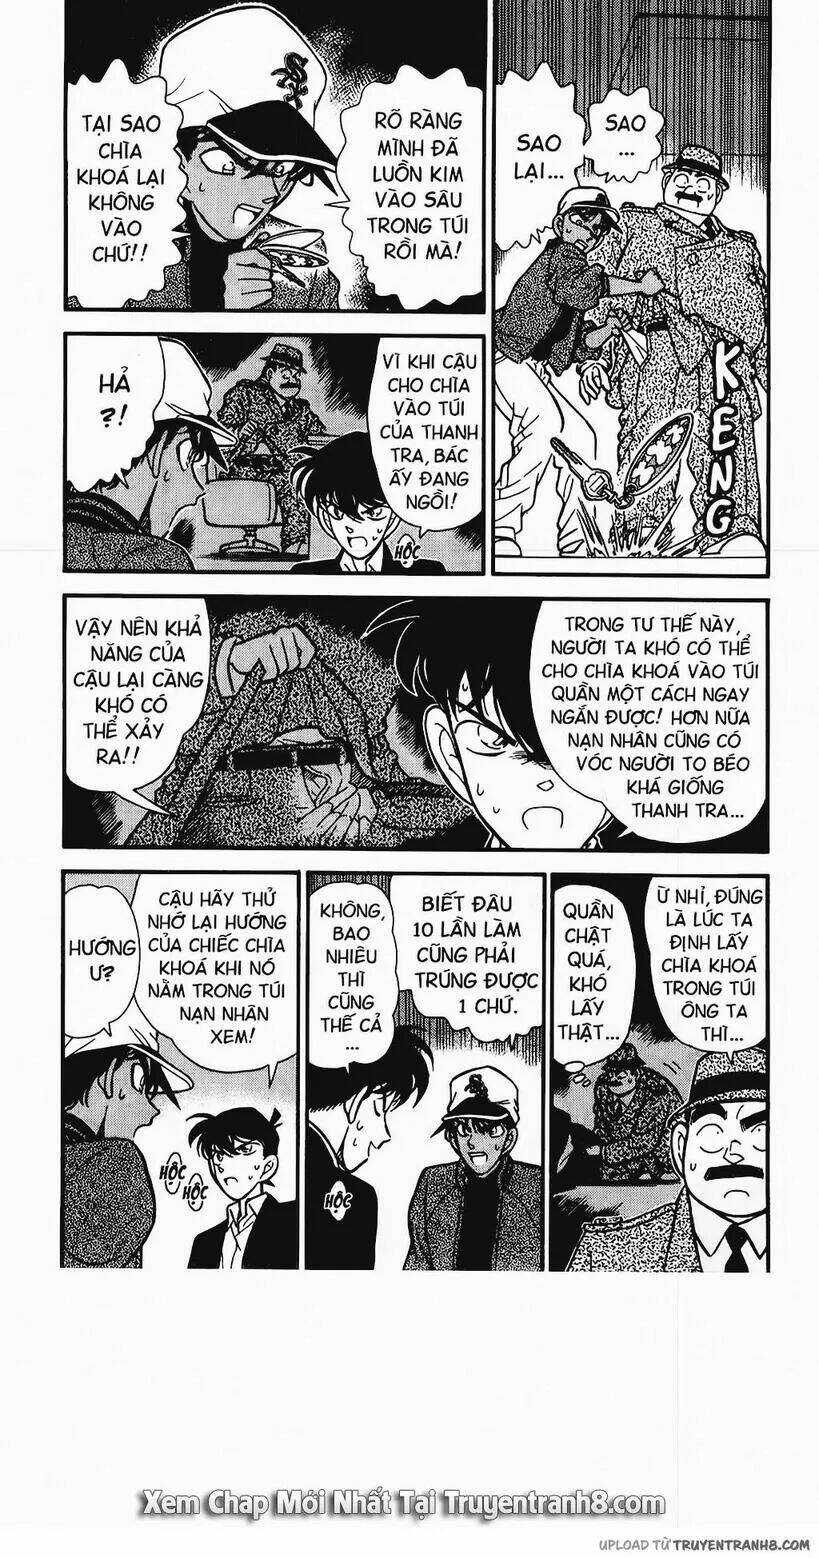 SAO
...
SAO
LẠI...
KENG
RÕ RÀNG
MÌNH ĐÃ
LUỒN KIM
VÀO SÂU
TRONG TÚI
RỒI MÀ!
TẠI SAO
CHÌA
KHOÁ LẠI
KHÔNG
VÀO
CHỨ!!
VÌ KHI CẬU
CHO CHÌA
VÀO TÚI
CỦA THANH
TRA, BÁC
ẤY ĐANG
NGỒI!
HỘC
HẢ
?!
TRONG TƯ THẾ NÀY,
NGƯỜI TA KHÓ CÓ THỂ
CHO CHÌA KHOÁ VÀO TÚI
QUẦN MỘT CÁCH NGAY
NGẮN ĐƯỢC! HƠN NỮA
NẠN NHÂN CŨNG CÓ
VÓC NGƯỜI TO BÉO
KHÁ GIỐNG
THANH TRA...
VẬY NÊN KHẢ
NĂNG CỦA
CẬU LẠI CÀNG
KHÓ CÓ
THỂ XẢY
RA!!
Ừ NHỈ, ĐÚNG
LÀ LÚC TA
ĐỊNH LẤY
CHÌA KHOÁ
TRONG TÚI
ÔNG TA
THÌ...
QUẦN
CHẬT
QUÁ,
KHÓ
LẤY
THẬT...
BIẾT ĐÂU
10 LẦN LÀM
CŨNG PHẢI
TRÚNG ĐƯỢC
1 CHỨ.
KHÔNG,
BAO
NHIÊU
THÌ
CŨNG
THẾ CẢ
...
HỘC
CẬU HÃY THỬ
NHỚ LẠI HƯỚNG
CỦA CHIẾC CHÌA
KHOÁ KHI NÓ
NẰM TRONG TÚI
NẠN NHÂN
XEM!
HỘC
HỘC
HƯỚNG
Ư?
Xem Chap Mới Nhất Tại Truyentranh8.com
UPLOAD TỪ TRUYENTRANH8.COM